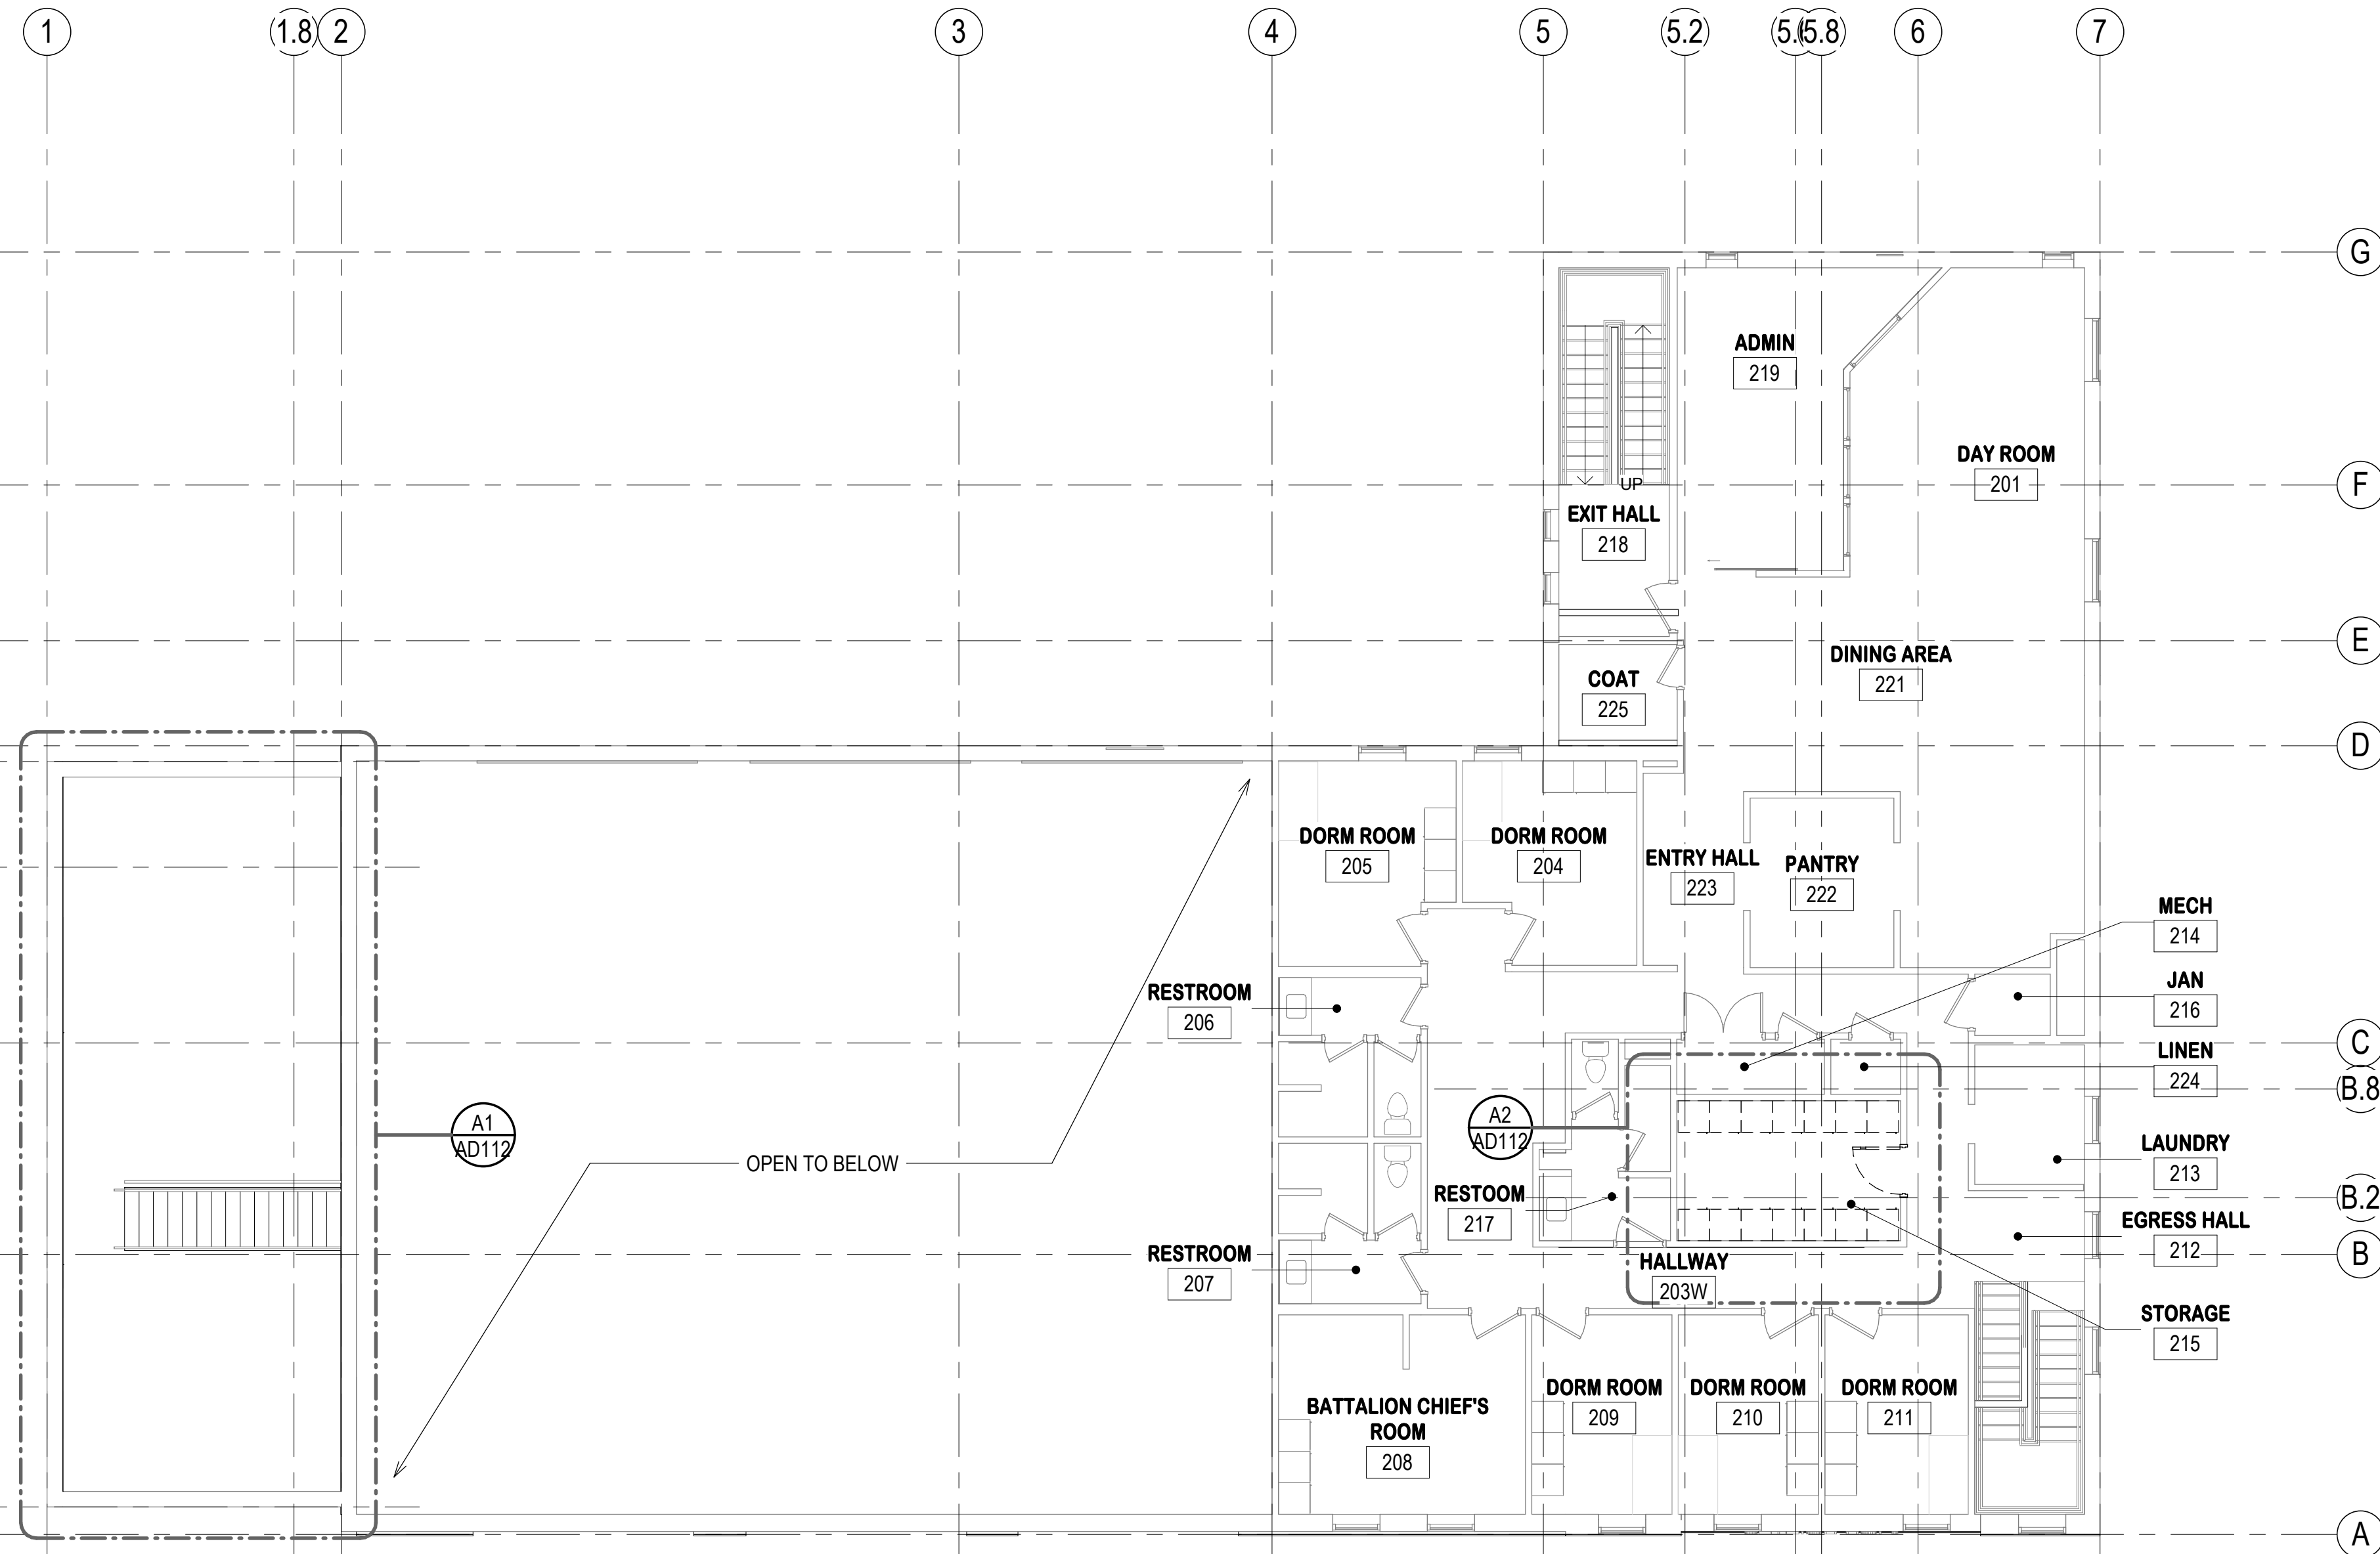 1
1.8
2
3
4
5
5.2
5.8
6
7
G
ADMIN
219
DAY ROOM
201
F
UP
EXIT HALL
218
E
DINING AREA
221
COAT
225
D
DORM ROOM
205
DORM ROOM
204
ENTRY HALL
223
PANTRY
222
MECH
214
JAN
216
RESTROOM
206
C
LINEN
224
B.8
A1
AD112
A2
AD112
OPEN TO BELOW
LAUNDRY
213
RESTOOM
217
B.2
EGRESS HALL
212
RESTROOM
207
HALLWAY
203W
B
STORAGE
215
BATTALION CHIEF'S
ROOM
208
DORM ROOM
209
DORM ROOM
210
DORM ROOM
211
A